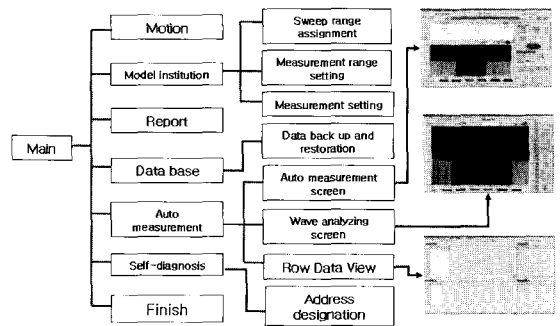 Main
Motion
Model institution
Report
Data base
Auto
measurement
Self-diagnosis
Finish
Sweep range
assignment
Measurement range
setting
Measurement setting
Data back up and
restoration
Auto measurement
screen
Wave analyzing
screen
Row Data View
Address
designation